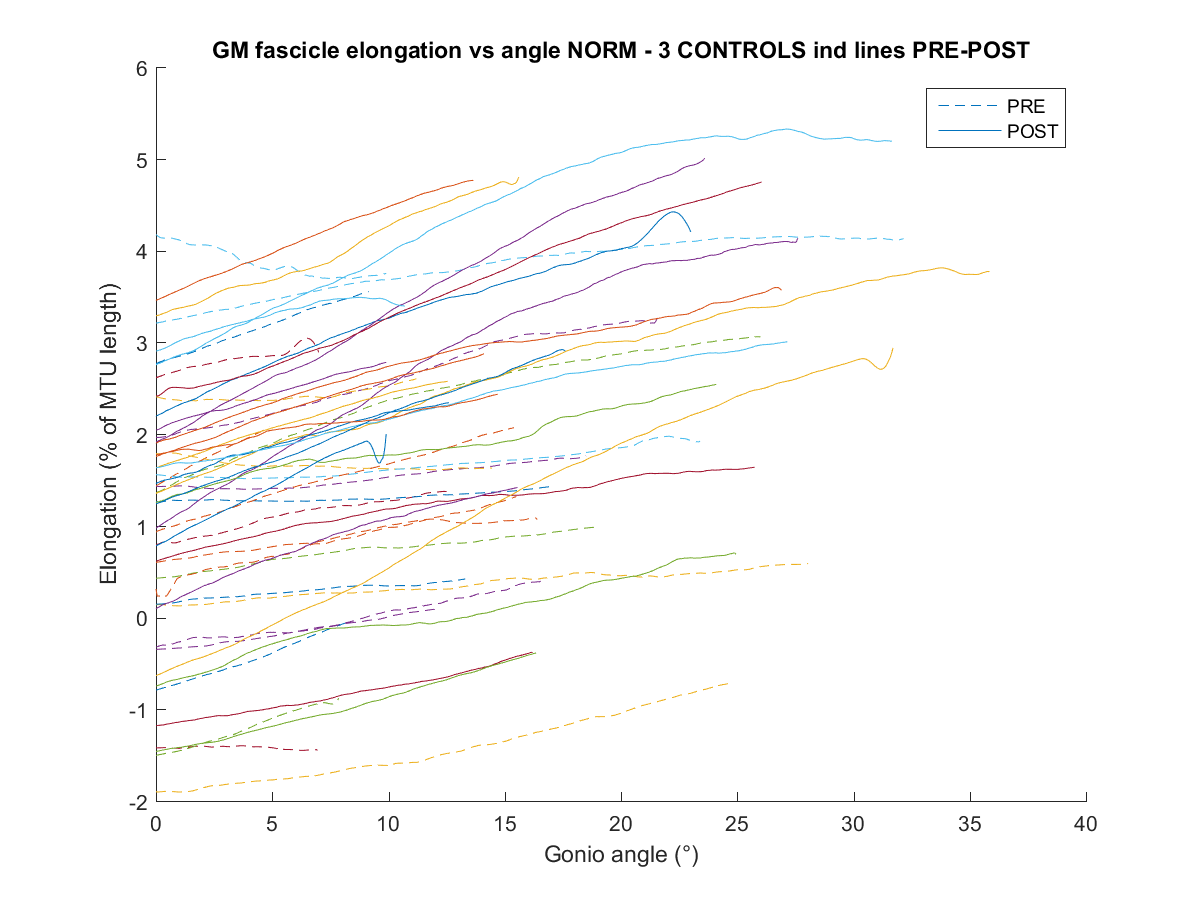 GM fascicle elongation vs angle NORM - 3 CONTROLS ind lines PRE-POST
PRE
POST
6
5
4
3
2
1
0
-1
-2
Elongation (% of MTU length)
0 5 10 15 20 25 30 35 40
Gonio angle (°)